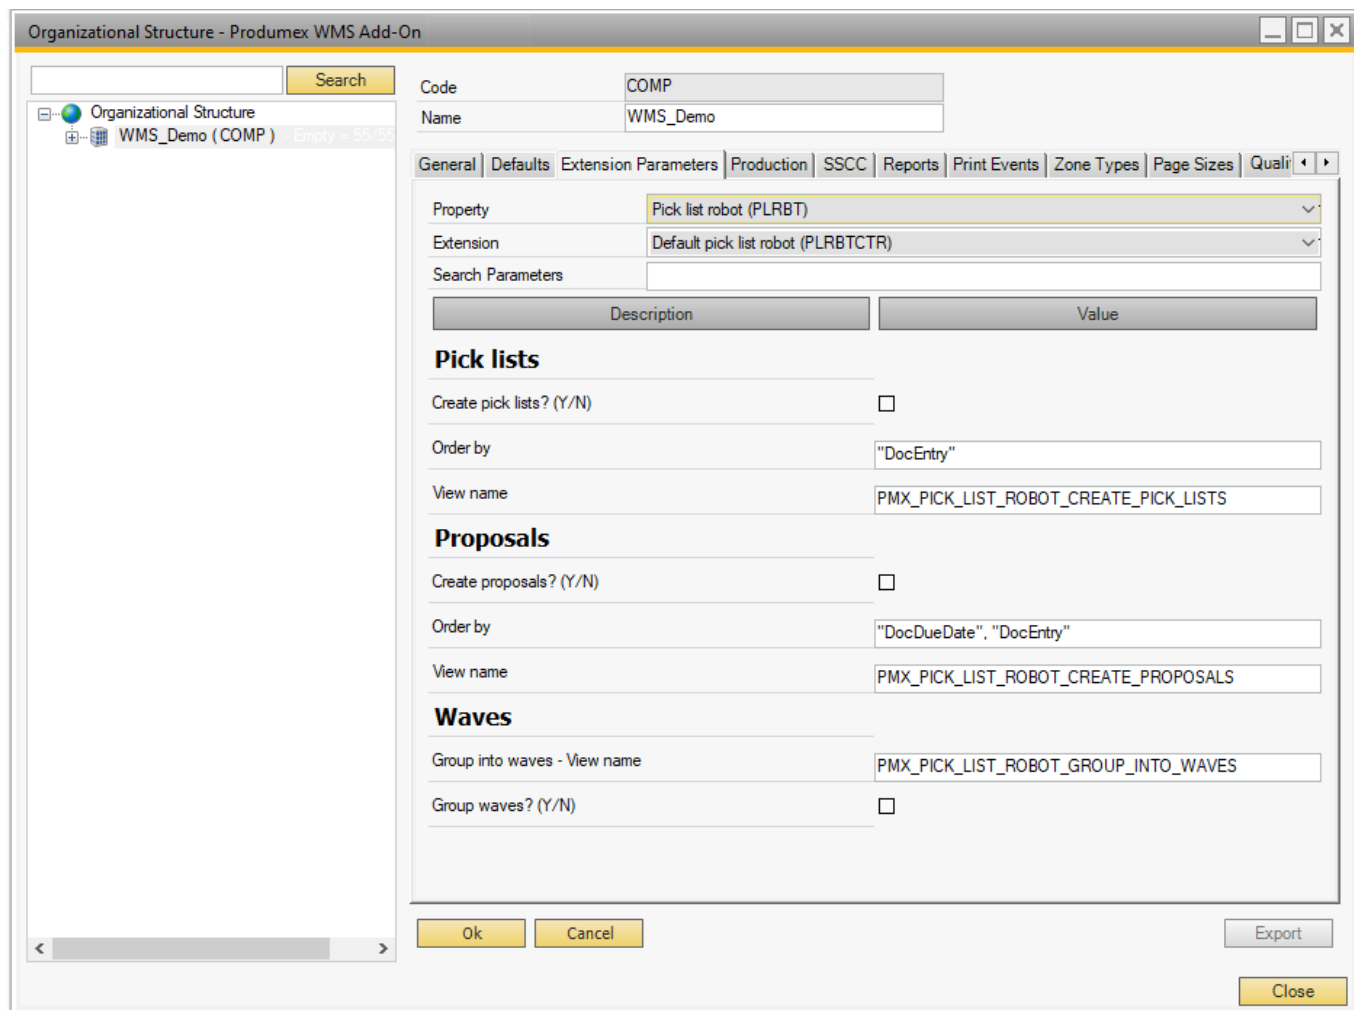 Organizational Structure - Produmex WMS Add-On
Search
Organizational Structure
WMS_Demo ( COMP ) - Empty = 55/55
Code COMP
Name WMS_Demo
General Defaults Extension Parameters Production SSCC Reports Print Events Zone Types Page Sizes Quali
Property Pick list robot (PLRBT)
Extension Default pick list robot (PLRBTCTR)
Search Parameters
Description Value
Pick lists
Create pick lists? (Y/N)
Order by "DocEntry"
View name PMX_PICK_LIST_ROBOT_CREATE_PICK_LISTS
Proposals
Create proposals? (Y/N)
Order by "DocDueDate", "DocEntry"
View name PMX_PICK_LIST_ROBOT_CREATE_PROPOSALS
Waves
Group into waves - View name PMX_PICK_LIST_ROBOT_GROUP_INTO_WAVES
Group waves? (Y/N)
Ok Cancel Export
Close